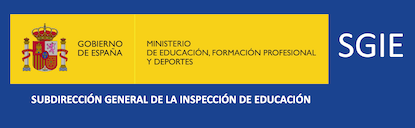 GOBIERNO
DE ESPAÑA
MINISTERIO
DE EDUCACIÓN, FORMACIÓN PROFESIONAL
Y DEPORTES
SGIE
SUBDIRECCIÓN GENERAL DE LA INSPECCIÓN DE EDUCACIÓN